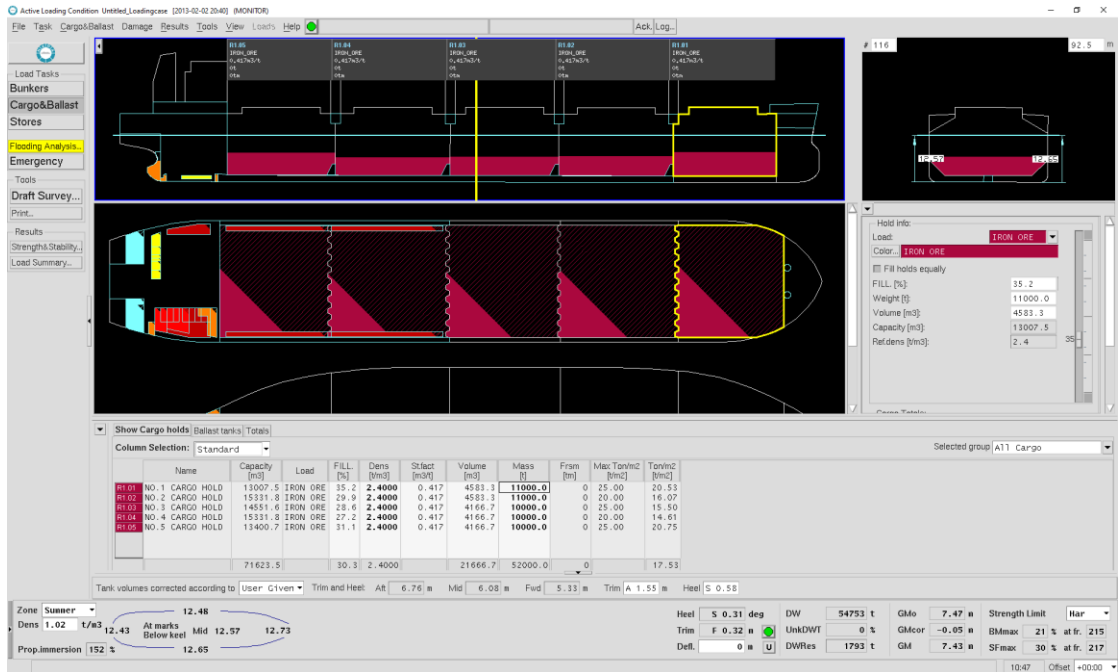 Active Loading Condition Untitled_Loadingcase [2013-02-02 20:40] (MONITOR)
File Task Cargo&Ballast Damage Results Tools View Loads Help Ack. Log...
Load Tasks
Bunkers
Cargo&Ballast
Stores
Flooding Analysis...
Emergency
Tools
Draft Survey...
Print...
Results
Strength&Stability...
Load Summary...
R1.05 R1.04 R1.03 R1.02 R1.01
IRON_ORE IRON_ORE IRON_ORE IRON_ORE IRON_ORE
0,417m3/t 0,417m3/t 0,417m3/t 0,417m3/t 0,417m3/t
0t 0t 0t 0t 0t
0tm 0tm 0tm 0tm 0tm
# 116 92.5 m
12.57 12.65
Hold info:
Load: IRON ORE
Color... IRON ORE
Fill holds equally
FILL. [%]: 35.2
Weight [t]: 11000.0
Volume [m3]: 4583.3
Capacity [m3]: 13007.5
Ref.dens [t/m3]: 2.4
35
Cargo Totals:
Show Cargo holds Ballast tanks Totals
Column Selection: Standard Selected group All Cargo
Name Capacity [m3] Load FILL. [%] Dens [t/m3] St.fact [m3/t] Volume [m3] Mass [t] Frsm [tm] Max Ton/m2 [t/m2] Ton/m2 [t/m2]
R1.01 NO.1 CARGO HOLD 13007.5 IRON ORE 35.2 2.4000 0.417 4583.3 11000.0 0 25.00 20.53
R1.02 NO.2 CARGO HOLD 15331.8 IRON ORE 29.9 2.4000 0.417 4583.3 11000.0 0 20.00 16.07
R1.03 NO.3 CARGO HOLD 14551.6 IRON ORE 28.6 2.4000 0.417 4166.7 10000.0 0 25.00 15.50
R1.04 NO.4 CARGO HOLD 15331.8 IRON ORE 27.2 2.4000 0.417 4166.7 10000.0 0 20.00 14.61
R1.05 NO.5 CARGO HOLD 13400.7 IRON ORE 31.1 2.4000 0.417 4166.7 10000.0 0 25.00 20.75
71623.5 30.3 2.4000 21666.7 52000.0 0 17.53
Tank volumes corrected according to User Given Trim and Heel: Aft 6.76 m Mid 6.08 m Fwd 5.33 m Trim A 1.55 m Heel S 0.58
Zone Summer
Dens 1.02 t/m3
Prop.immersion 152 %
12.48
12.43 At marks Below keel Mid 12.57 12.73
12.65
Heel S 0.31 deg DW 54753 t GMo 7.47 m Strength Limit Har
Trim F 0.32 m UnkDWT 0 % GMcor -0.05 m BMmax 21 % at fr. 215
Defl. 0 m U DWRes 1793 t GM 7.43 m SFmax 30 % at fr. 217
10:47 Offset +00:00